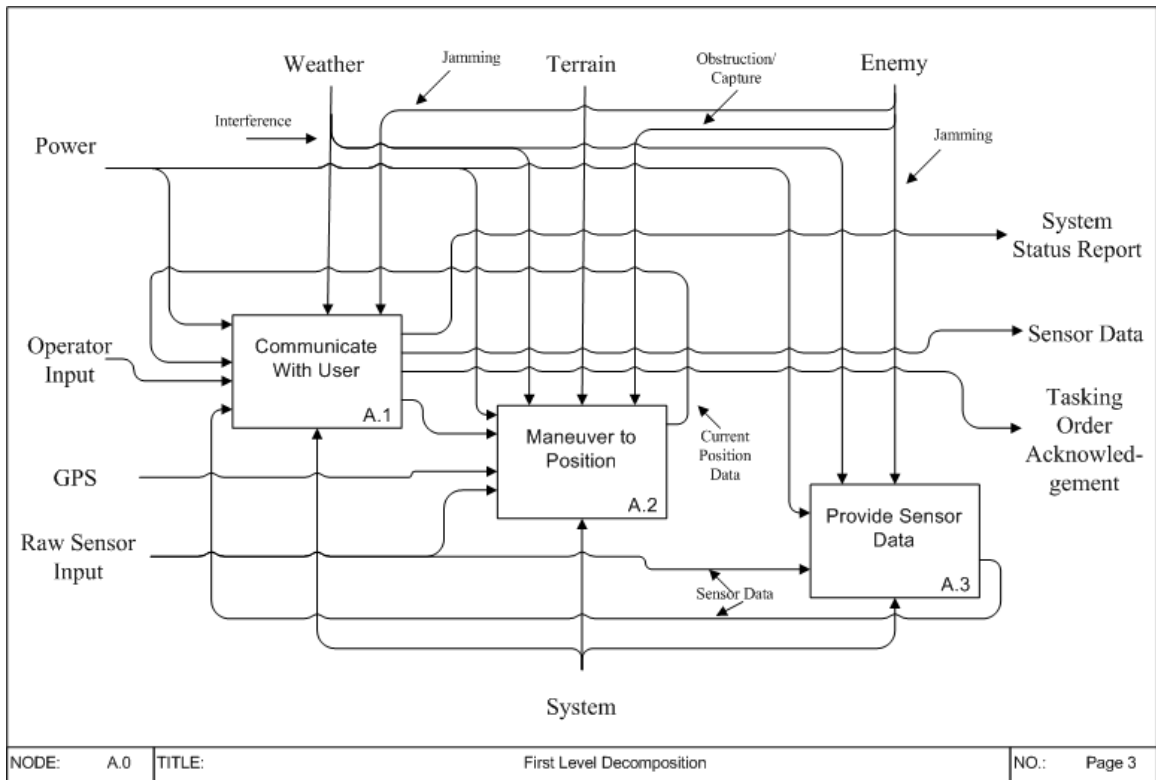 Weather
Jamming
Terrain
Obstruction/
Capture
Enemy
Interference
Jamming
Power
System
Status Report
Operator
Input
Communicate
With User
A.1
Sensor Data
Maneuver to
Position
A.2
Current
Position
Data
Tasking
Order
Acknowled-
gement
GPS
Provide Sensor
Data
A.3
Raw Sensor
Input
Sensor Data
System
NODE: A.0 TITLE: First Level Decomposition NO.: Page 3